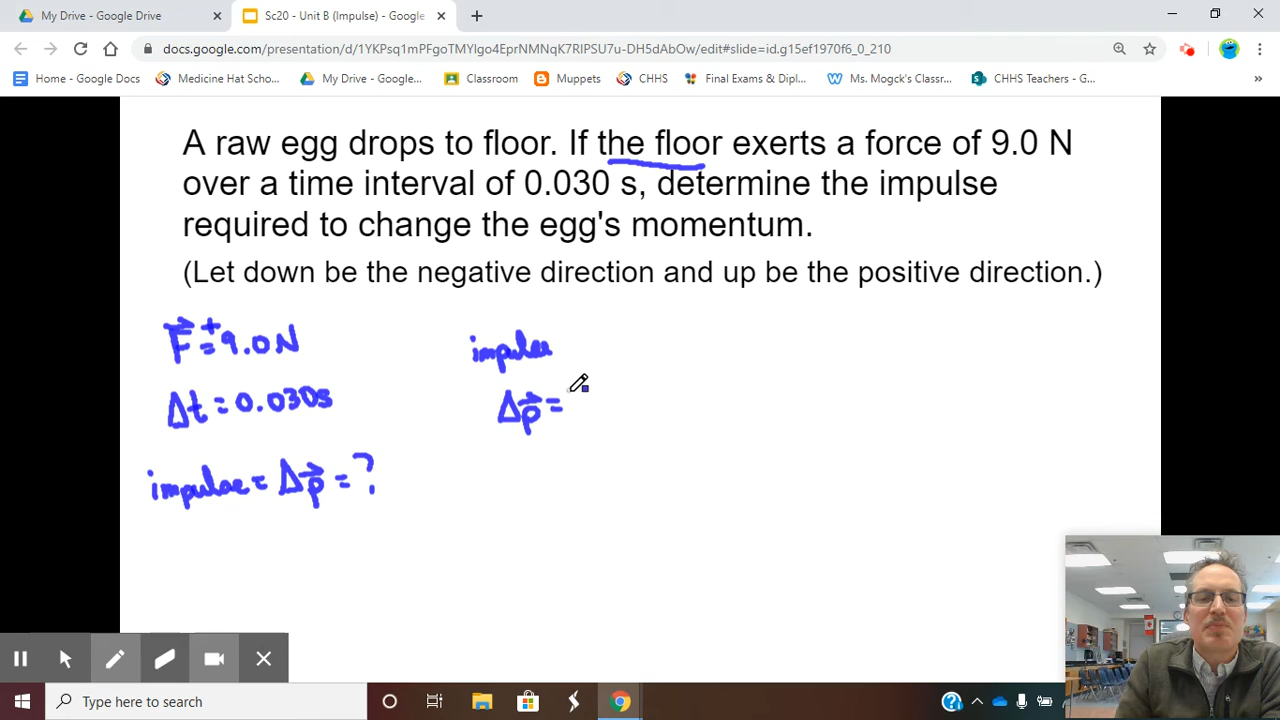 My Drive - Google Drive
Sc20 - Unit B (Impulse) - Google
docs.google.com/presentation/d/1YKPsq1mPFgoTMYlgo4EprNMNqK7RIPSU7u-DH5dAbOw/edit#slide=id.g15ef1970f6_0_210
Home - Google Docs
Medicine Hat Scho...
My Drive - Google...
Classroom
Muppets
CHHS
Final Exams & Dipl...
Ms. Mogck's Classr...
CHHS Teachers - G...
A raw egg drops to floor. If the floor exerts a force of 9.0 N
over a time interval of 0.030 s, determine the impulse
required to change the egg's momentum.
(Let down be the negative direction and up be the positive direction.)
F⃗ = +9.0N
Δt = 0.030s
impulse = Δp⃗ = ?
impulse
Δp⃗ =
Type here to search